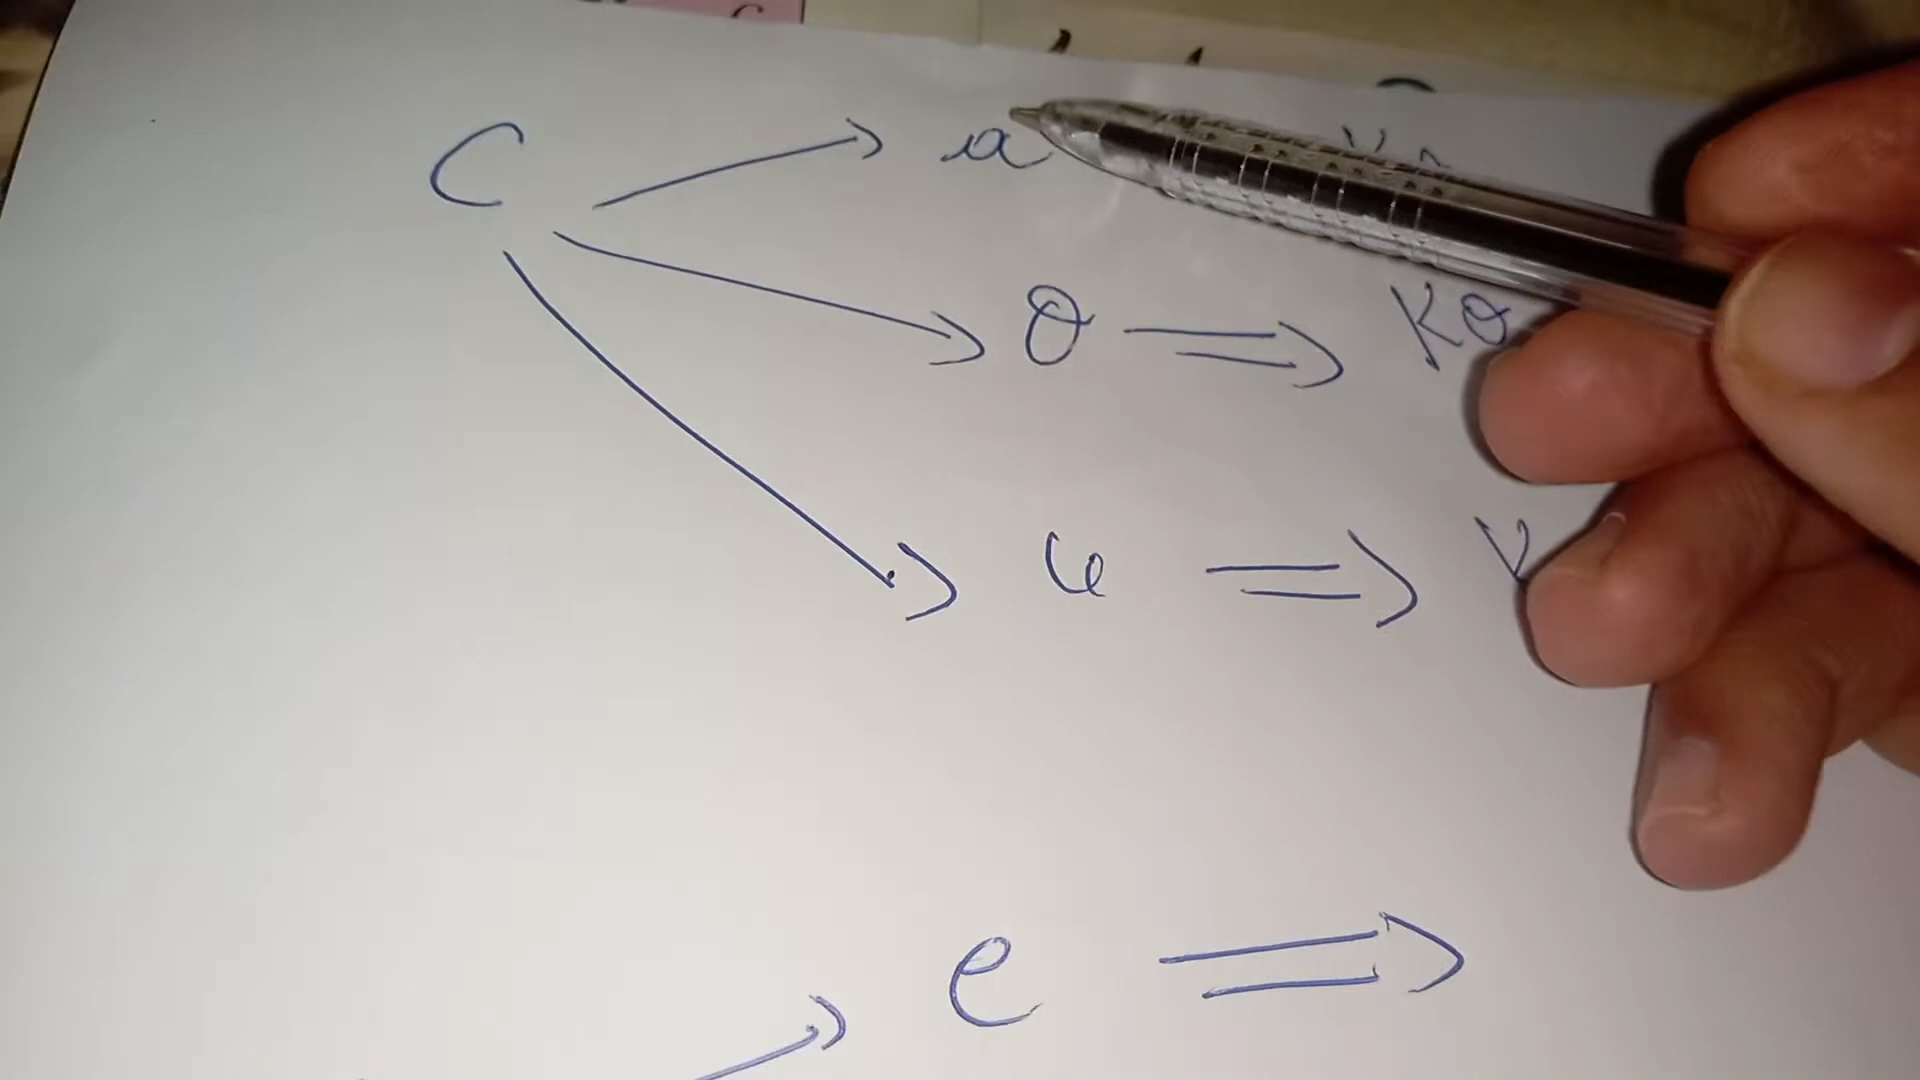 C → a
→ o ⇒ Ko
→ u ⇒
→ e ⇒